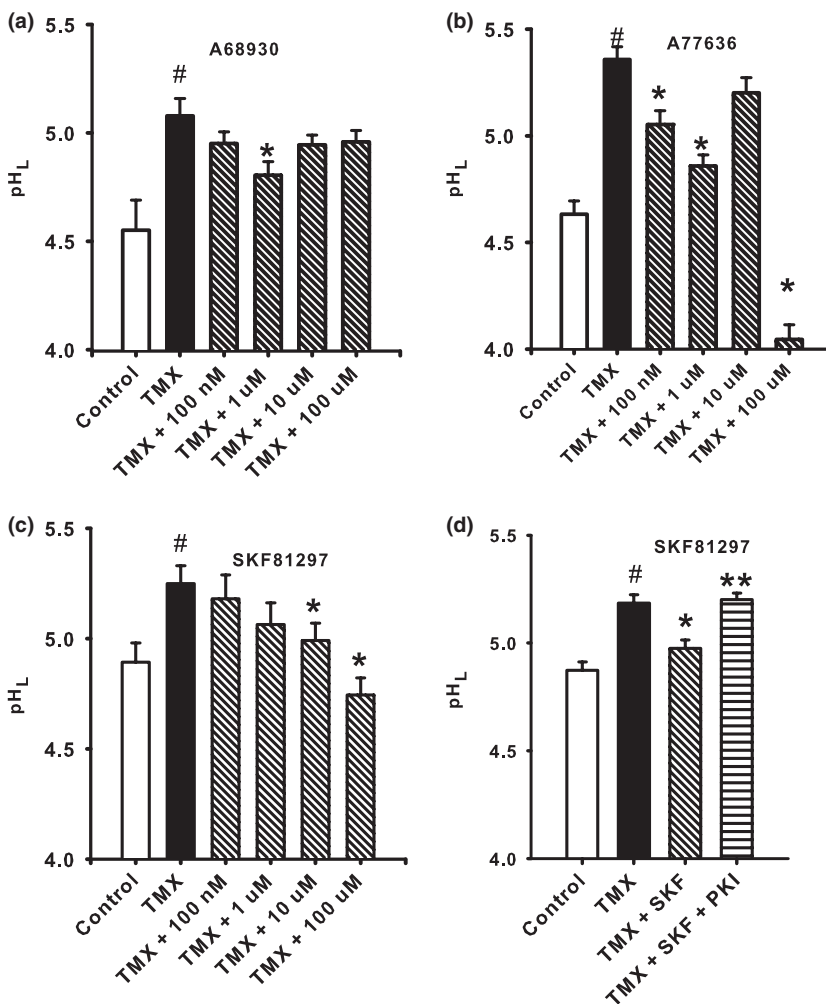 (a)
A68930
5.5
5.0
4.5
4.0
pHL
#
*
Control
TMX
TMX + 100 nM
TMX + 1 uM
TMX + 10 uM
TMX + 100 uM
(b)
A77636
5.5
5.0
4.5
4.0
pHL
#
*
*
*
Control
TMX
TMX + 100 nM
TMX + 1 uM
TMX + 10 uM
TMX + 100 uM
(c)
SKF81297
5.5
5.0
4.5
4.0
pHL
#
*
*
Control
TMX
TMX + 100 nM
TMX + 1 uM
TMX + 10 uM
TMX + 100 uM
(d)
SKF81297
5.5
5.0
4.5
4.0
pHL
#
*
**
Control
TMX
TMX + SKF
TMX + SKF + PKI